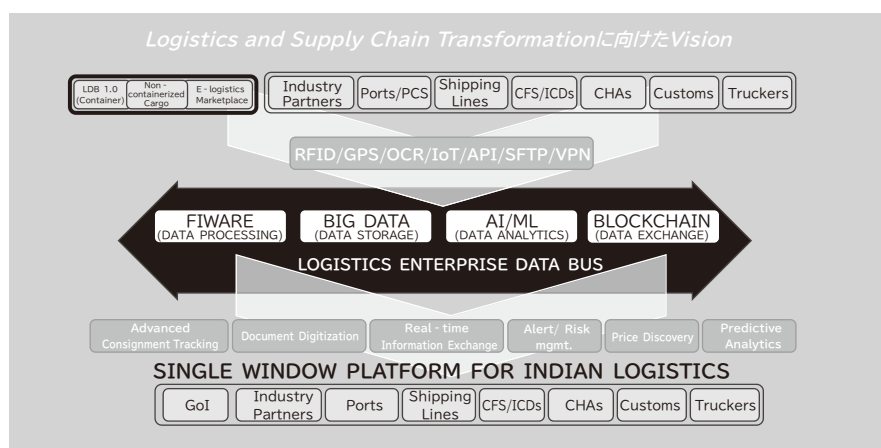 Logistics and Supply Chain Transformationに向けたVision
LDB 1.0
(Container)
Non -
containerized
Cargo
E - logistics
Marketplace
Industry
Partners
Ports/PCS
Shipping
Lines
CFS/ICDs
CHAs
Customs
Truckers
RFID/GPS/OCR/IoT/API/SFTP/VPN
FIWARE
(DATA PROCESSING)
BIG DATA
(DATA STORAGE)
AI/ML
(DATA ANALYTICS)
BLOCKCHAIN
(DATA EXCHANGE)
LOGISTICS ENTERPRISE DATA BUS
Advanced
Consignment Tracking
Document Digitization
Real - time
Information Exchange
Alert/ Risk
mgmt.
Price Discovery
Predictive
Analytics
SINGLE WINDOW PLATFORM FOR INDIAN LOGISTICS
GoI
Industry
Partners
Ports
Shipping
Lines
CFS/ICDs
CHAs
Customs
Truckers